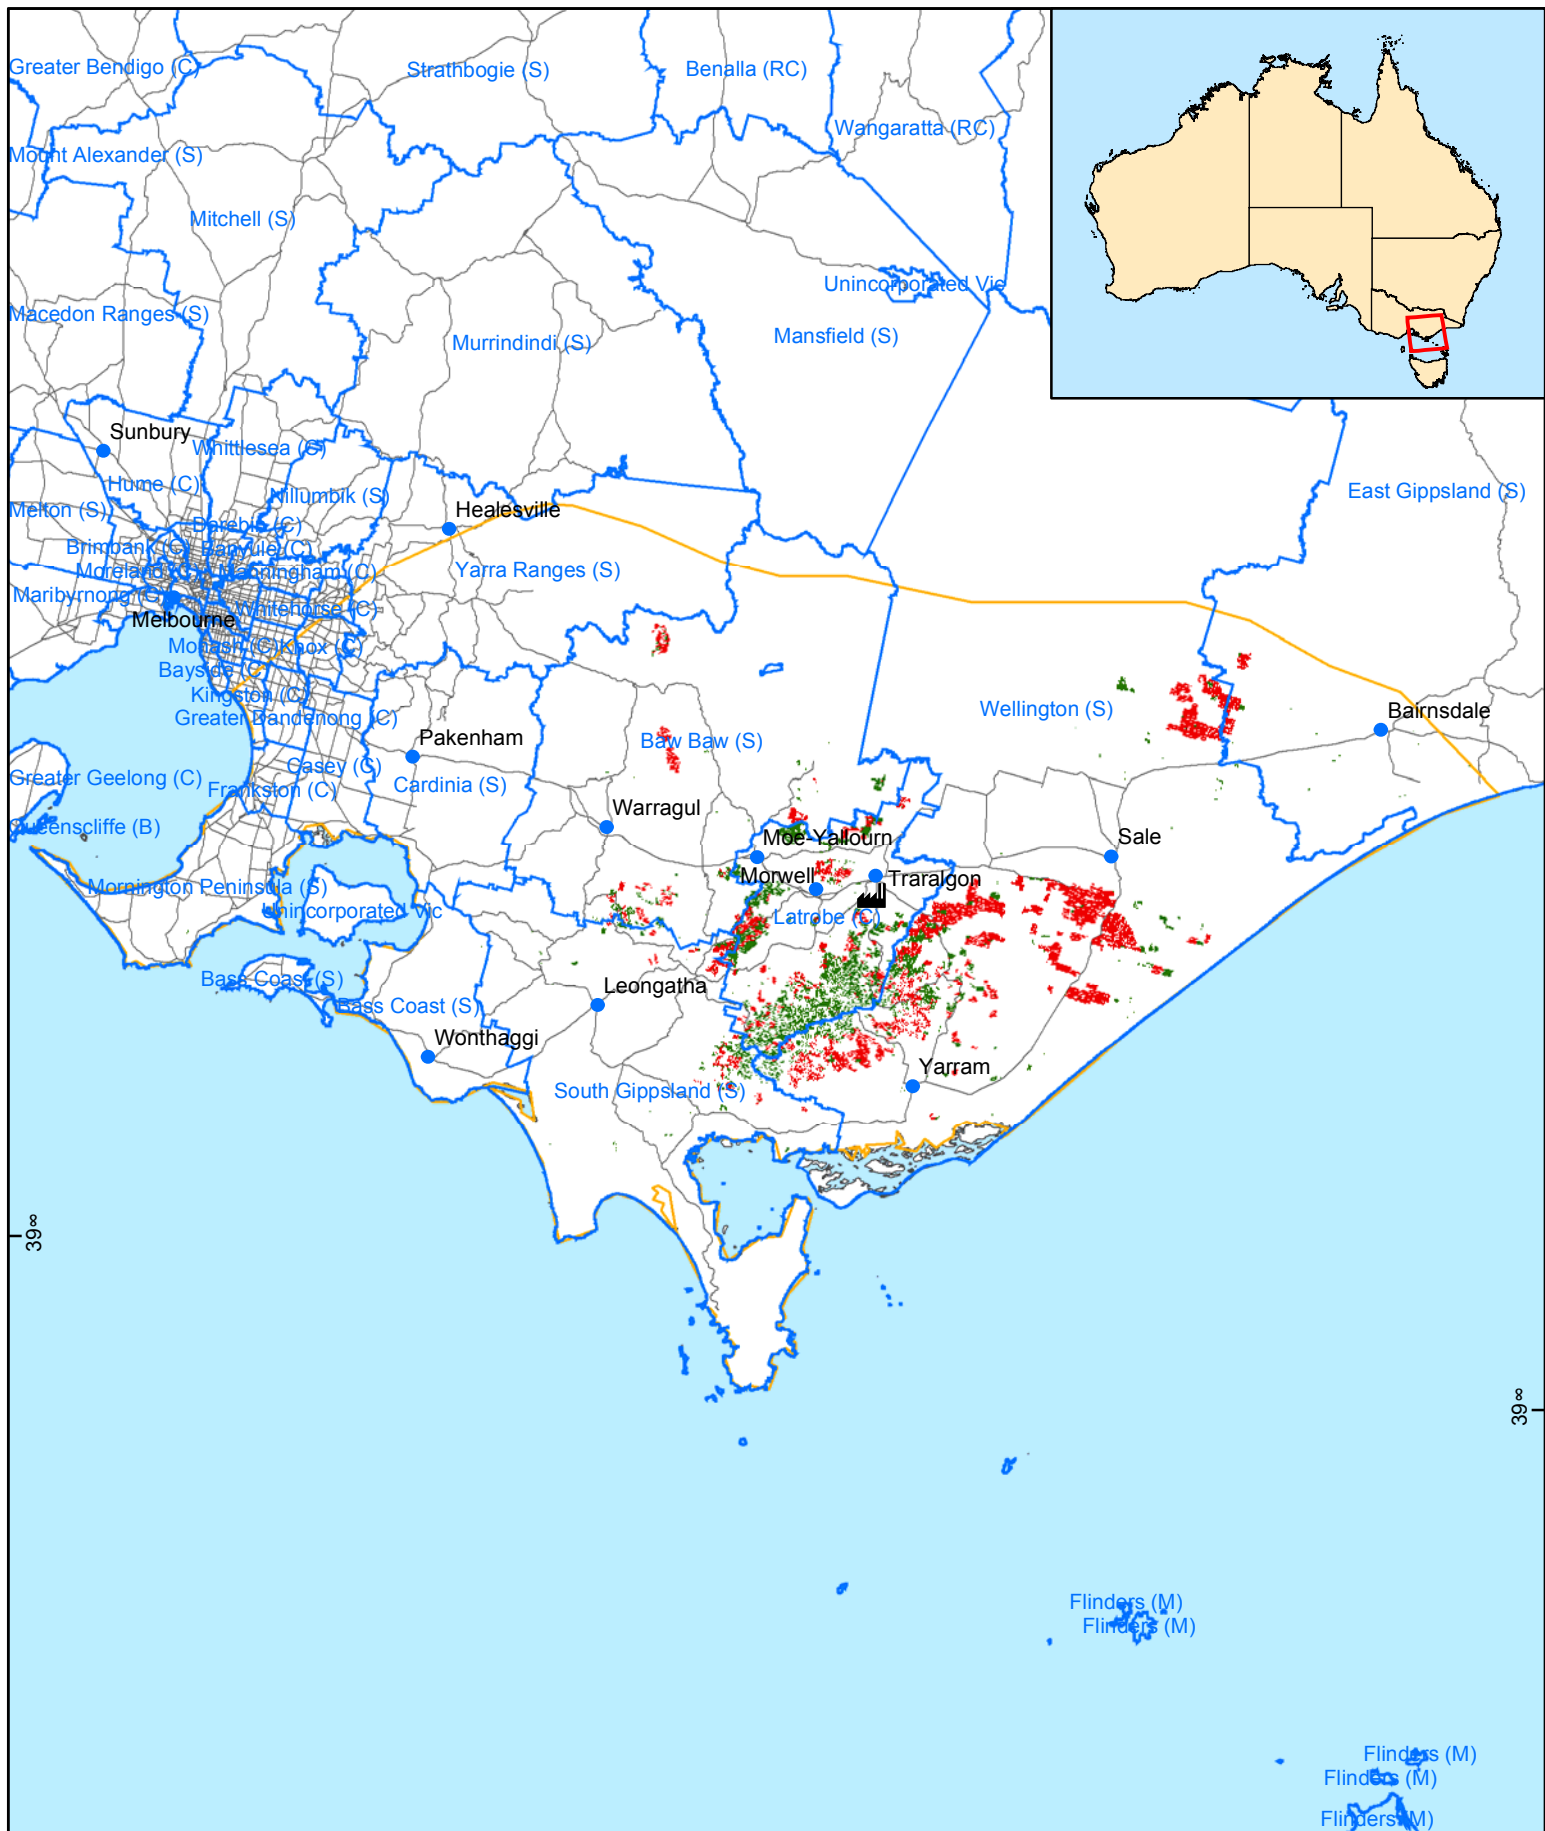 Greater Bendigo (C)
Strathbogie (S)
Benalla (RC)
Wangaratta (RC)
Mount Alexander (S)
Mitchell (S)
Unincorporated Vic
Macedon Ranges (S)
Murrindindi (S)
Mansfield (S)
Sunbury
Whittlesea (C)
Hume (C)
Nillumbik (S)
East Gippsland (S)
Melton (S)
Healesville
Darebin (C)
Brimbank (C)
Banyule (C)
Moreland (C)
Manningham (C)
Yarra Ranges (S)
Maribyrnong (C)
Whitehorse (C)
Melbourne
Monash (C)
Knox (C)
Bayside (C)
Kingston (C)
Greater Dandenong (C)
Wellington (S)
Bairnsdale
Pakenham
Baw Baw (S)
Casey (C)
Greater Geelong (C)
Frankston (C)
Cardinia (S)
Warragul
Queenscliffe (B)
Moe-Yallourn
Sale
Morwell
Traralgon
Mornington Peninsula (S)
Unincorporated Vic
Latrobe (C)
Bass Coast (S)
Leongatha
Bass Coast (S)
Wonthaggi
Yarram
South Gippsland (S)
39°
39°
Flinders (M)
Flinders (M)
Flinders (M)
Flinders (M)
Flinders (M)